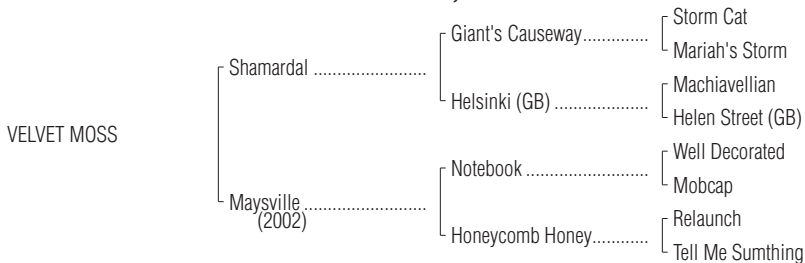 Storm Cat
Giant's Causeway..............
Mariah's Storm
Shamardal ........................
Machiavellian
Helsinki (GB) ....................
Helen Street (GB)
VELVET MOSS
Well Decorated
Notebook ..........................
Mobcap
Maysville ..........................
(2002)
Relaunch
Honeycomb Honey............
Tell Me Sumthing